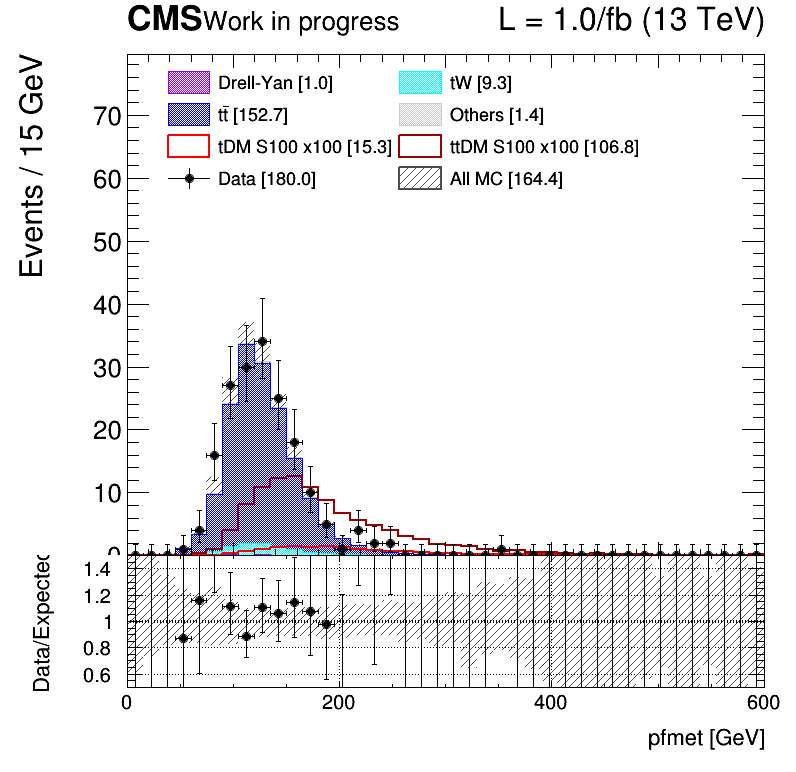 CMS Work in progress L = 1.0/fb (13 TeV)
Events / 15 GeV
Drell-Yan [1.0] tW [9.3]
tt̄ [152.7] Others [1.4]
tDM S100 x100 [15.3] ttDM S100 x100 [106.8]
Data [180.0] All MC [164.4]
70
60
50
40
30
20
10
0
Data/Expected
1.4
1.2
1
0.8
0.6
0 200 400 600
pfmet [GeV]